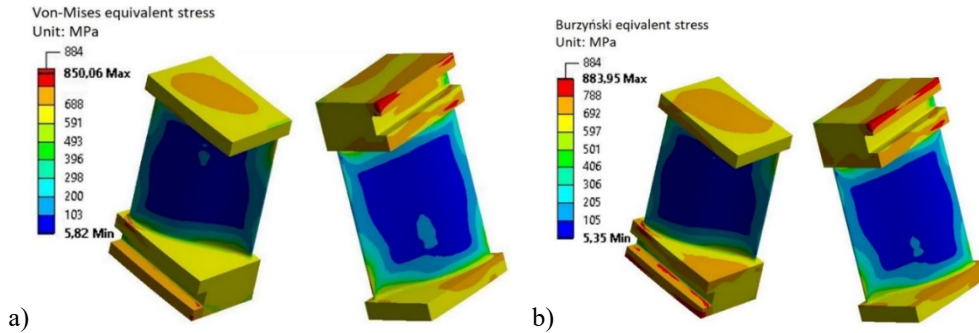 Von-Mises equivalent stress
Unit: MPa
884
850,06 Max
688
591
493
396
298
200
103
5,82 Min
a)
Burzyński eqivalent stress
Unit: MPa
884
883,95 Max
788
692
597
501
406
306
205
105
5,35 Min
b)